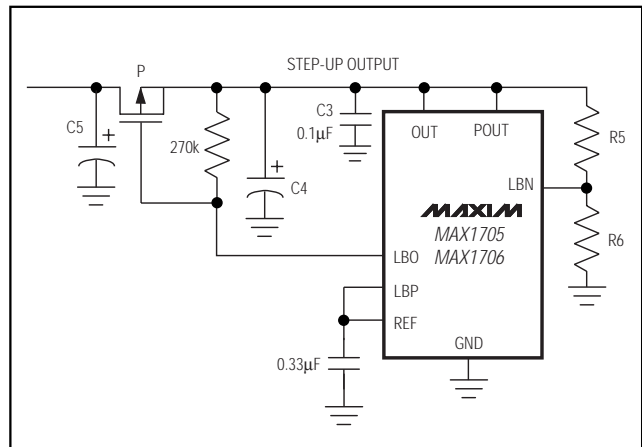 P
STEP-UP OUTPUT
C5
+
270k
+
C4
C3
0.1µF
OUT
POUT
R5
LBN
MAXIM
MAX1705
MAX1706
R6
LBO
LBP
REF
GND
0.33µF